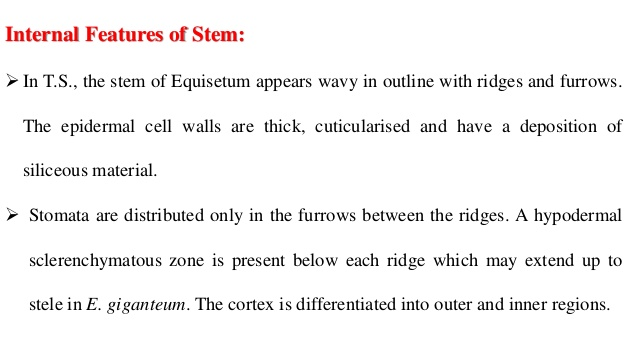 Internal Features of Stem:
➢ In T.S., the stem of Equisetum appears wavy in outline with ridges and furrows.
The epidermal cell walls are thick, cuticularised and have a deposition of
siliceous material.
➢ Stomata are distributed only in the furrows between the ridges. A hypodermal
sclerenchymatous zone is present below each ridge which may extend up to
stele in E. giganteum. The cortex is differentiated into outer and inner regions.